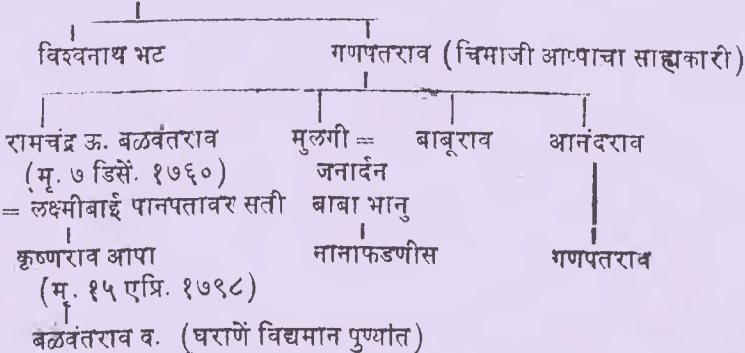 विश्वनाथ भट गणपतराव (चिमाजी आप्पाचा साह्यकारी)
रामचंद्र ऊ. बळवंतराव मुलगी = बाबूराव आनंदराव
(मृ. ७ डिसें. १७६०) जनार्दन
= लक्ष्मीबाई पानपतावर सती बाबा भानु
कृष्णराव आपा नानाफडणीस गणपतराव
(मृ. १५ एप्रि. १७९८)
बळवंतराव व. (घराणें विद्यमान पुण्यांत)